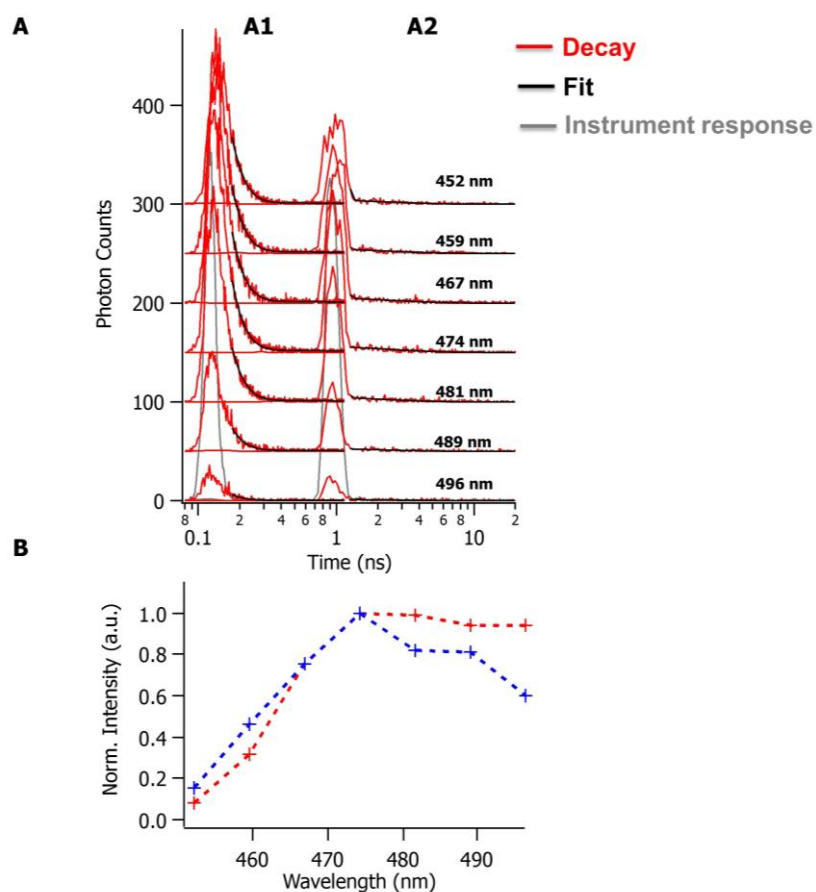 A
A1
A2
Decay
Fit
Instrument response
Photon Counts
400
300
200
100
0
452 nm
459 nm
467 nm
474 nm
481 nm
489 nm
496 nm
8 2 4 6 8 2 4 6 8 2
0.1 1 10
Time (ns)
B
Norm. Intensity (a.u.)
1.0
0.8
0.6
0.4
0.2
0.0
460 470 480 490
Wavelength (nm)